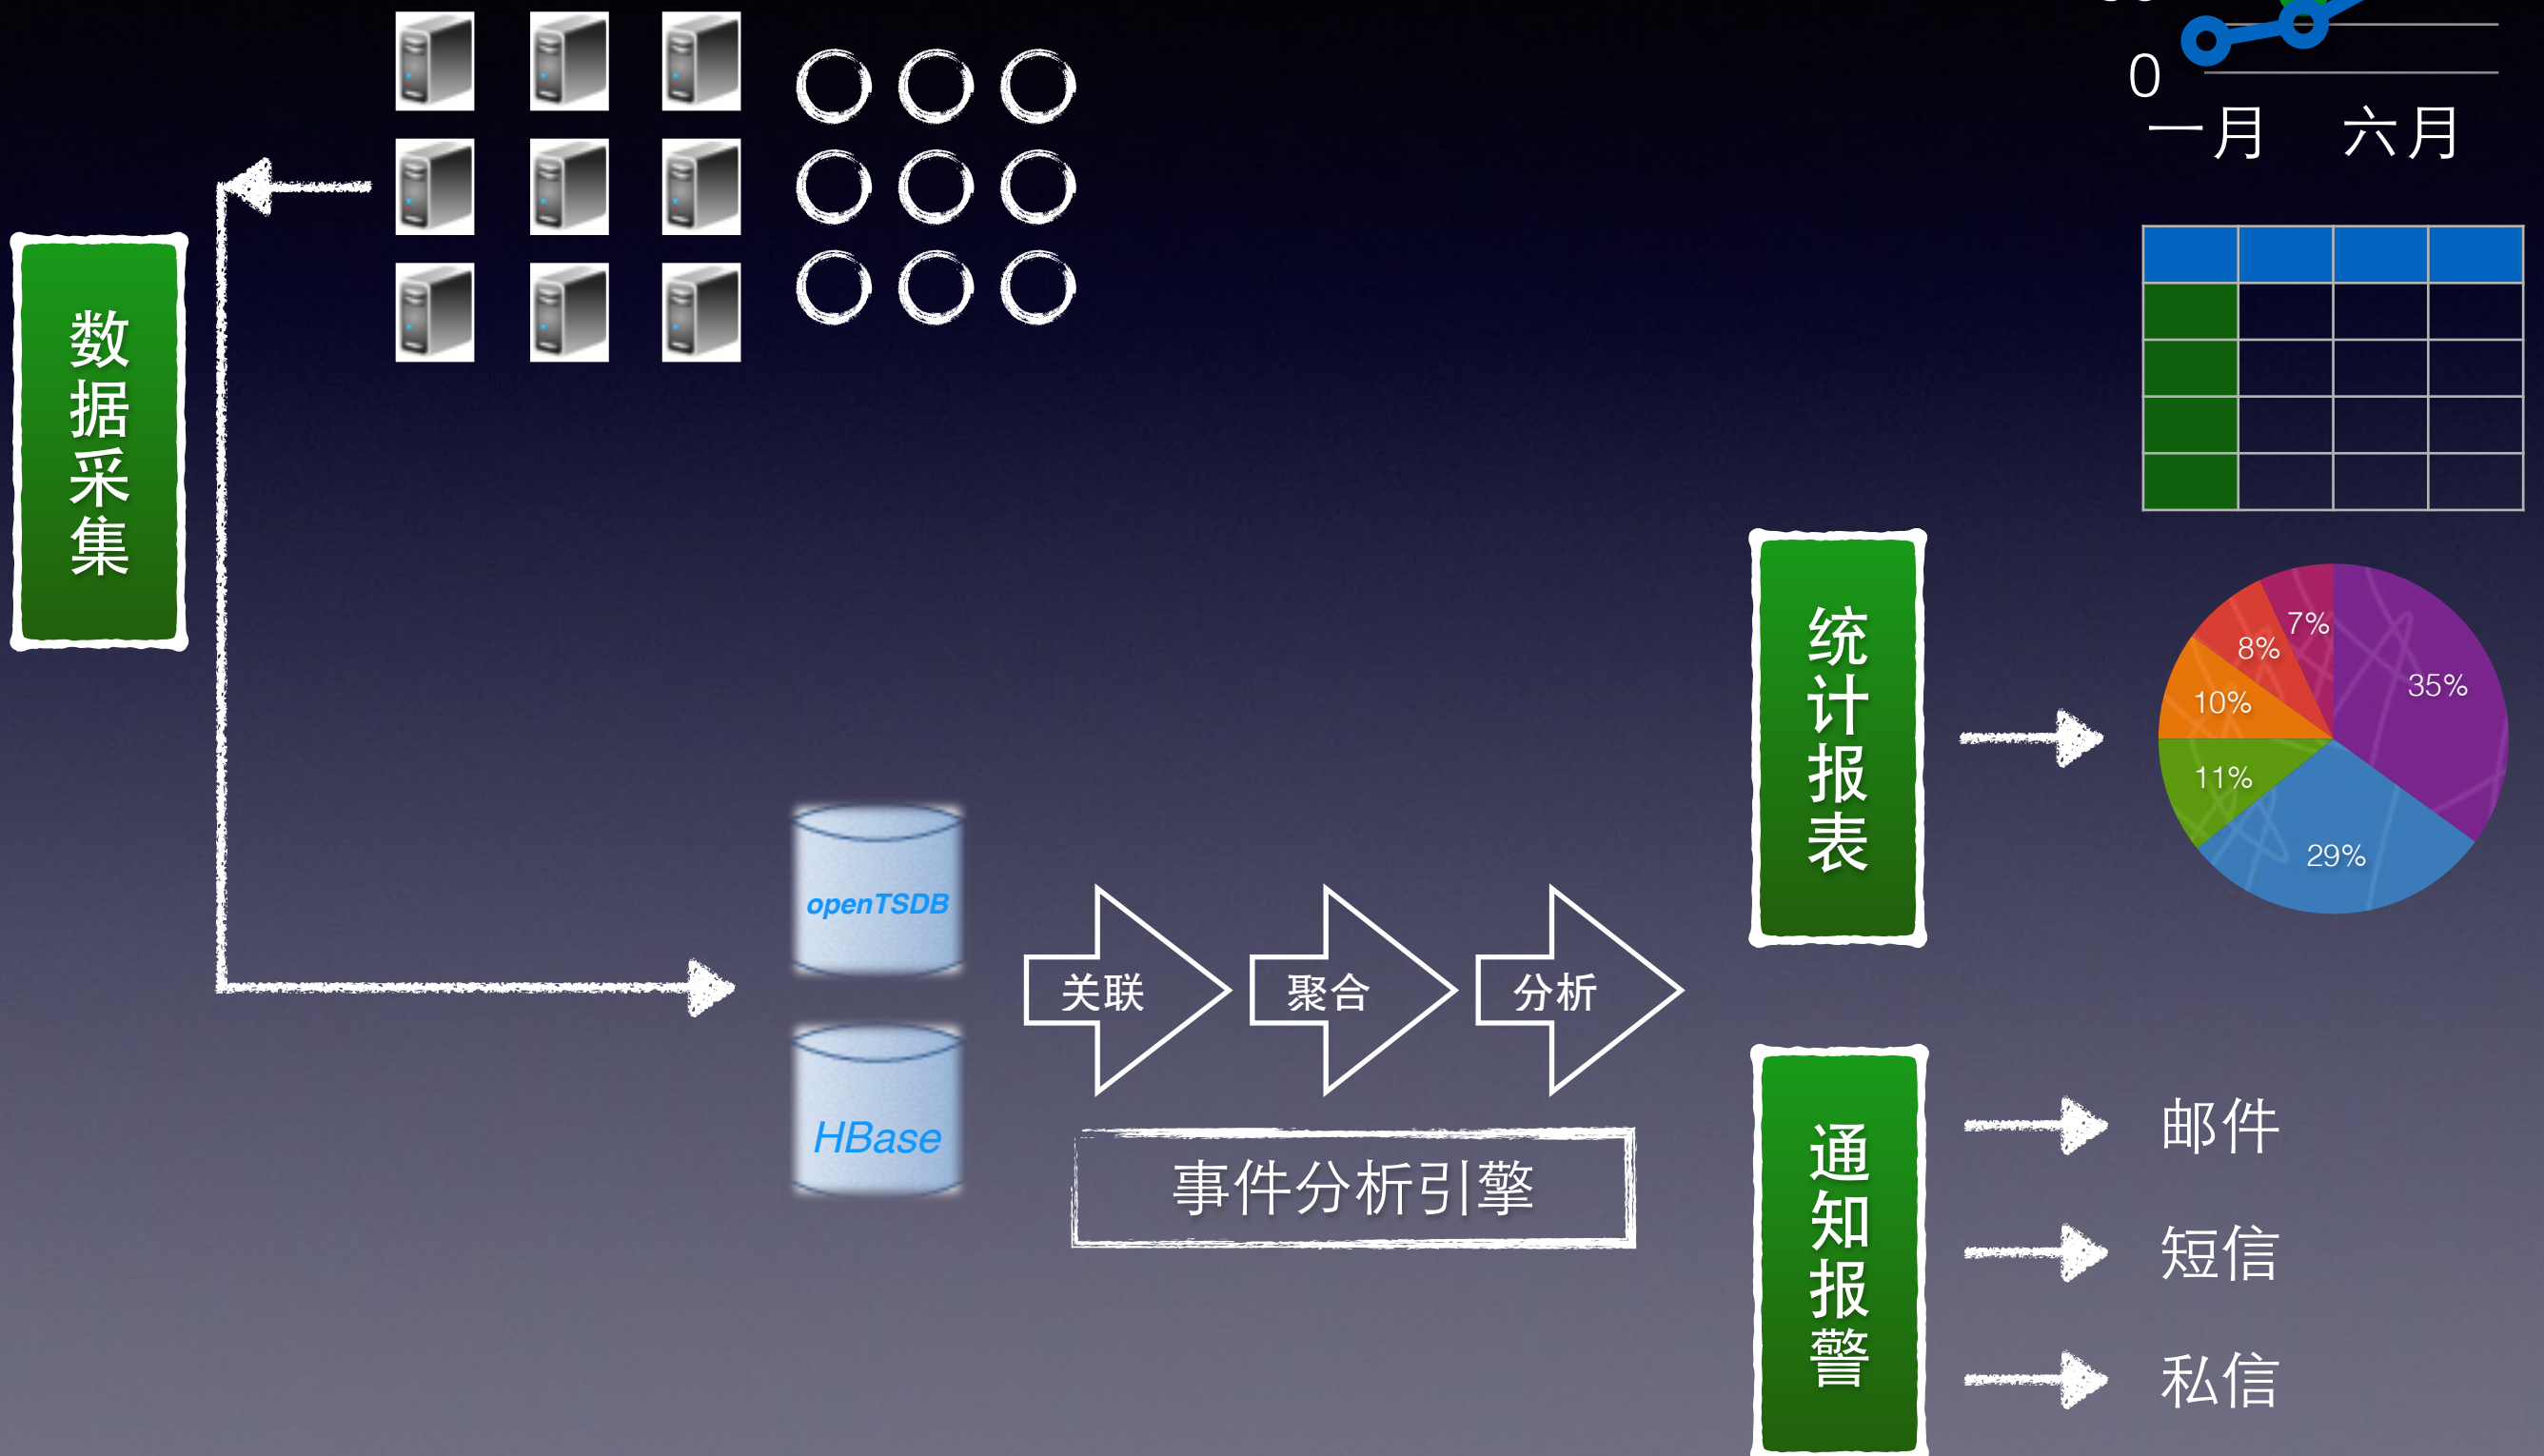 0
一月 六月
数据采集
统计报表
7%
8%
35%
10%
11%
29%
openTSDB
关联
聚合
分析
HBase
事件分析引擎
通知报警
邮件
短信
私信